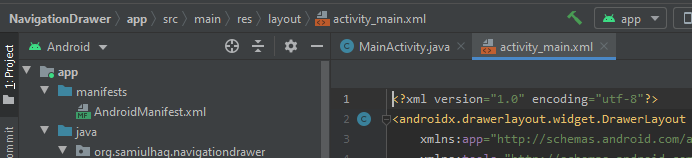 NavigationDrawer app src main res layout activity_main.xml app
1: Project Android MainActivity.java activity_main.xml
app
manifests 1 <?xml version="1.0" encoding="utf-8"?>
AndroidManifest.xml 2 <androidx.drawerlayout.widget.DrawerLayout
java 3 xmlns:app="http://schemas.android.com/a
org.samiulhaq.navigationdrawer